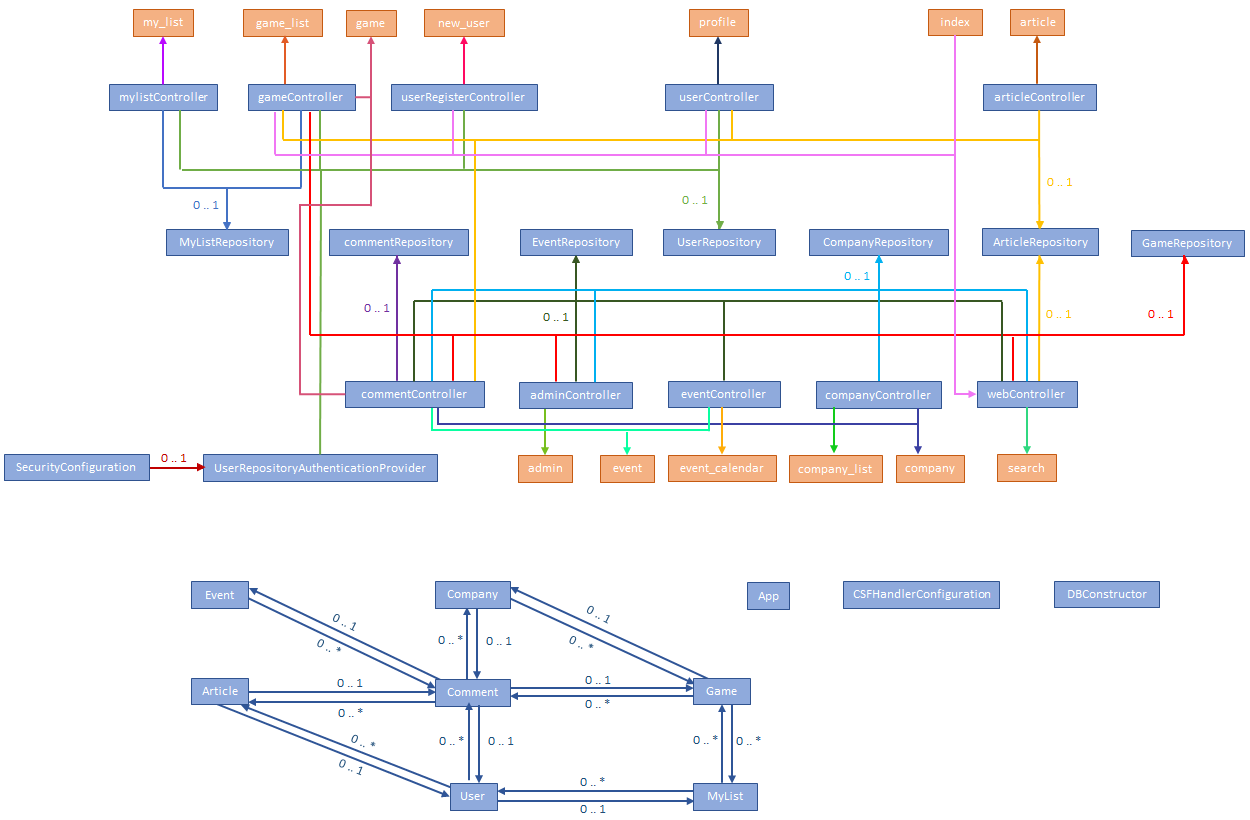 my_list
game_list
game
new_user
profile
index
article
mylistController
gameController
userRegisterController
userController
articleController
0 .. 1
0 .. 1
0 .. 1
MyListRepository
commentRepository
EventRepository
UserRepository
CompanyRepository
ArticleRepository
GameRepository
0 .. 1
0 .. 1
0 .. 1
0 .. 1
0 .. 1
commentController
adminController
eventController
companyController
webController
SecurityConfiguration
0 .. 1
UserRepositoryAuthenticationProvider
admin
event
event_calendar
company_list
company
search
Event
Company
App
CSFHandlerConfiguration
DBConstructor
0 .. 1
0 .. *
0 .. *
0 .. 1
0 .. 1
0 .. *
Article
0 .. 1
0 .. *
Comment
0 .. 1
0 .. *
Game
0 .. *
0 .. 1
0 .. *
0 .. 1
0 .. *
0 .. *
User
0 .. *
0 .. 1
MyList